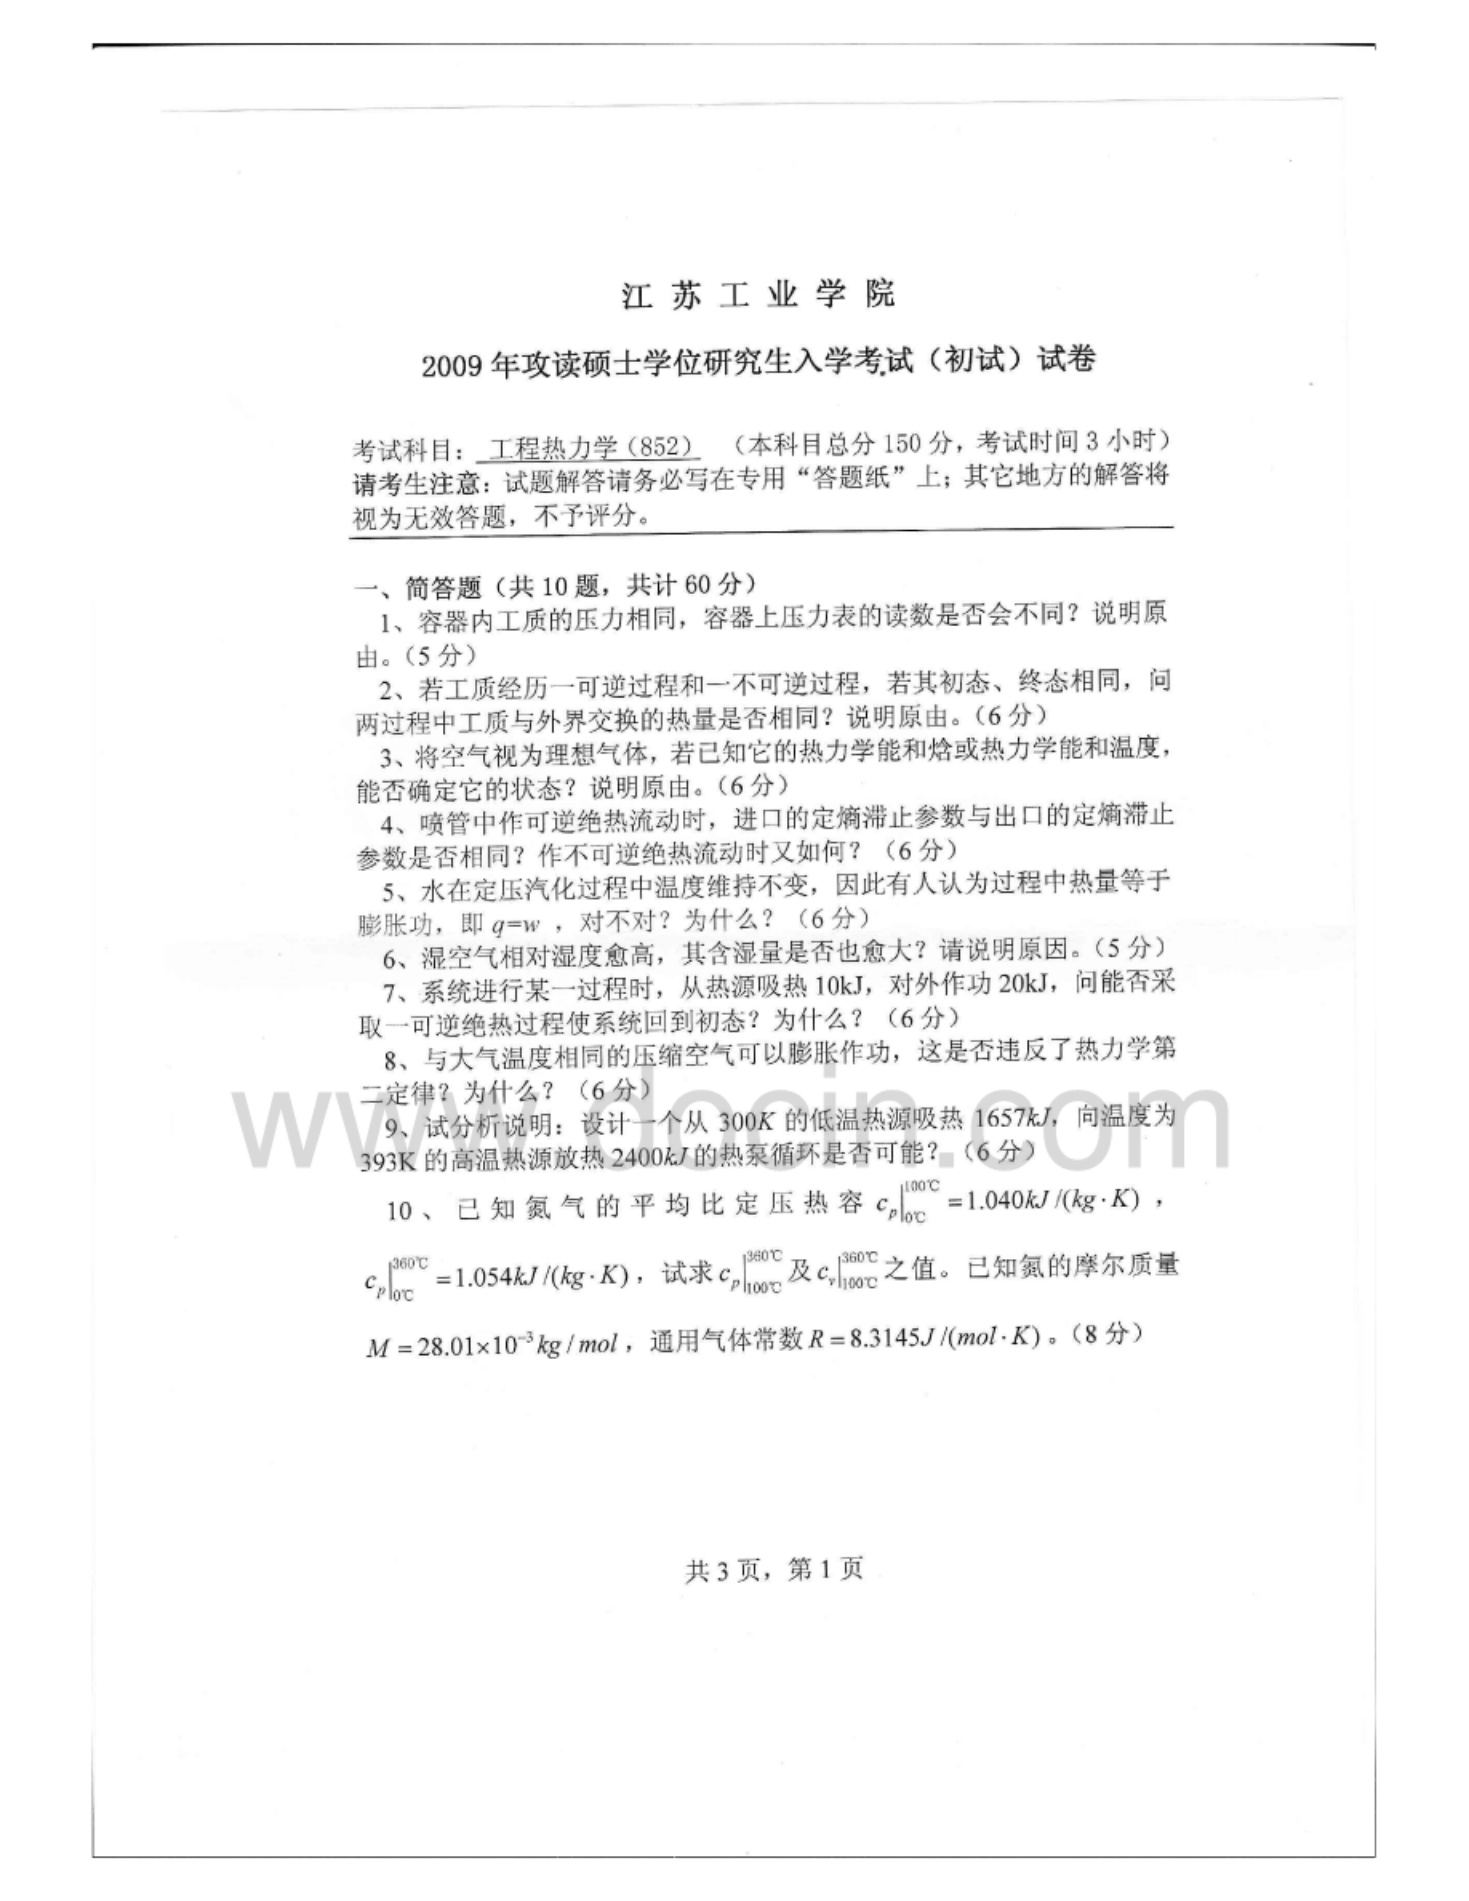 江苏工业学院
2009年攻读硕士学位研究生入学考试（初试）试卷
考试科目：工程热力学（852）（本科目总分150分，考试时间3小时）
请考生注意：试题解答请务必写在专用“答题纸”上；其它地方的解答将
视为无效答题，不予评分。
一、简答题（共10题，共计60分）
1、容器内工质的压力相同，容器上压力表的读数是否会不同？说明原
由。（5分）
2、若工质经历一可逆过程和一不可逆过程，若其初态、终态相同，问
两过程中工质与外界交换的热量是否相同？说明原由。（6分）
3、将空气视为理想气体，若已知它的热力学能和焓或热力学能和温度，
能否确定它的状态？说明原由。（6分）
4、喷管中作可逆绝热流动时，进口的定熵滞止参数与出口的定熵滞止
参数是否相同？作不可逆绝热流动时又如何？（6分）
5、水在定压汽化过程中温度维持不变，因此有人认为过程中热量等于
膨胀功，即 q=w ，对不对？为什么？（6分）
6、湿空气相对湿度愈高，其含湿量是否也愈大？请说明原因。（5分）
7、系统进行某一过程时，从热源吸热10kJ，对外作功20kJ，问能否采
取一可逆绝热过程使系统回到初态？为什么？（6分）
8、与大气温度相同的压缩空气可以膨胀作功，这是否违反了热力学第
二定律？为什么？（6分）
www.docin.com
9、试分析说明：设计一个从300K的低温热源吸热1657kJ，向温度为
393K的高温热源放热2400kJ的热泵循环是否可能？（6分）
10、已知氮气的平均比定压热容 c_p|_{0℃}^{100℃} =1.040kJ/(kg·K)，
c_p|_{0℃}^{360℃} =1.054kJ/(kg·K)，试求 c_p|_{100℃}^{360℃} 及 c_v|_{100℃}^{360℃} 之值。已知氮的摩尔质量
M=28.01×10⁻³kg/mol，通用气体常数R=8.3145J/(mol·K)。（8分）
共3页，第1页